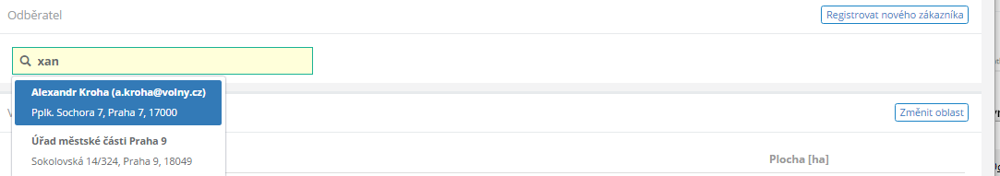 Odběratel
Registrovat nového zákazníka
xan
Alexandr Kroha (a.kroha@volny.cz)
Pplk. Sochora 7, Praha 7, 17000
Změnit oblast
Úřad městské části Praha 9
Sokolovská 14/324, Praha 9, 18049
Plocha [ha]